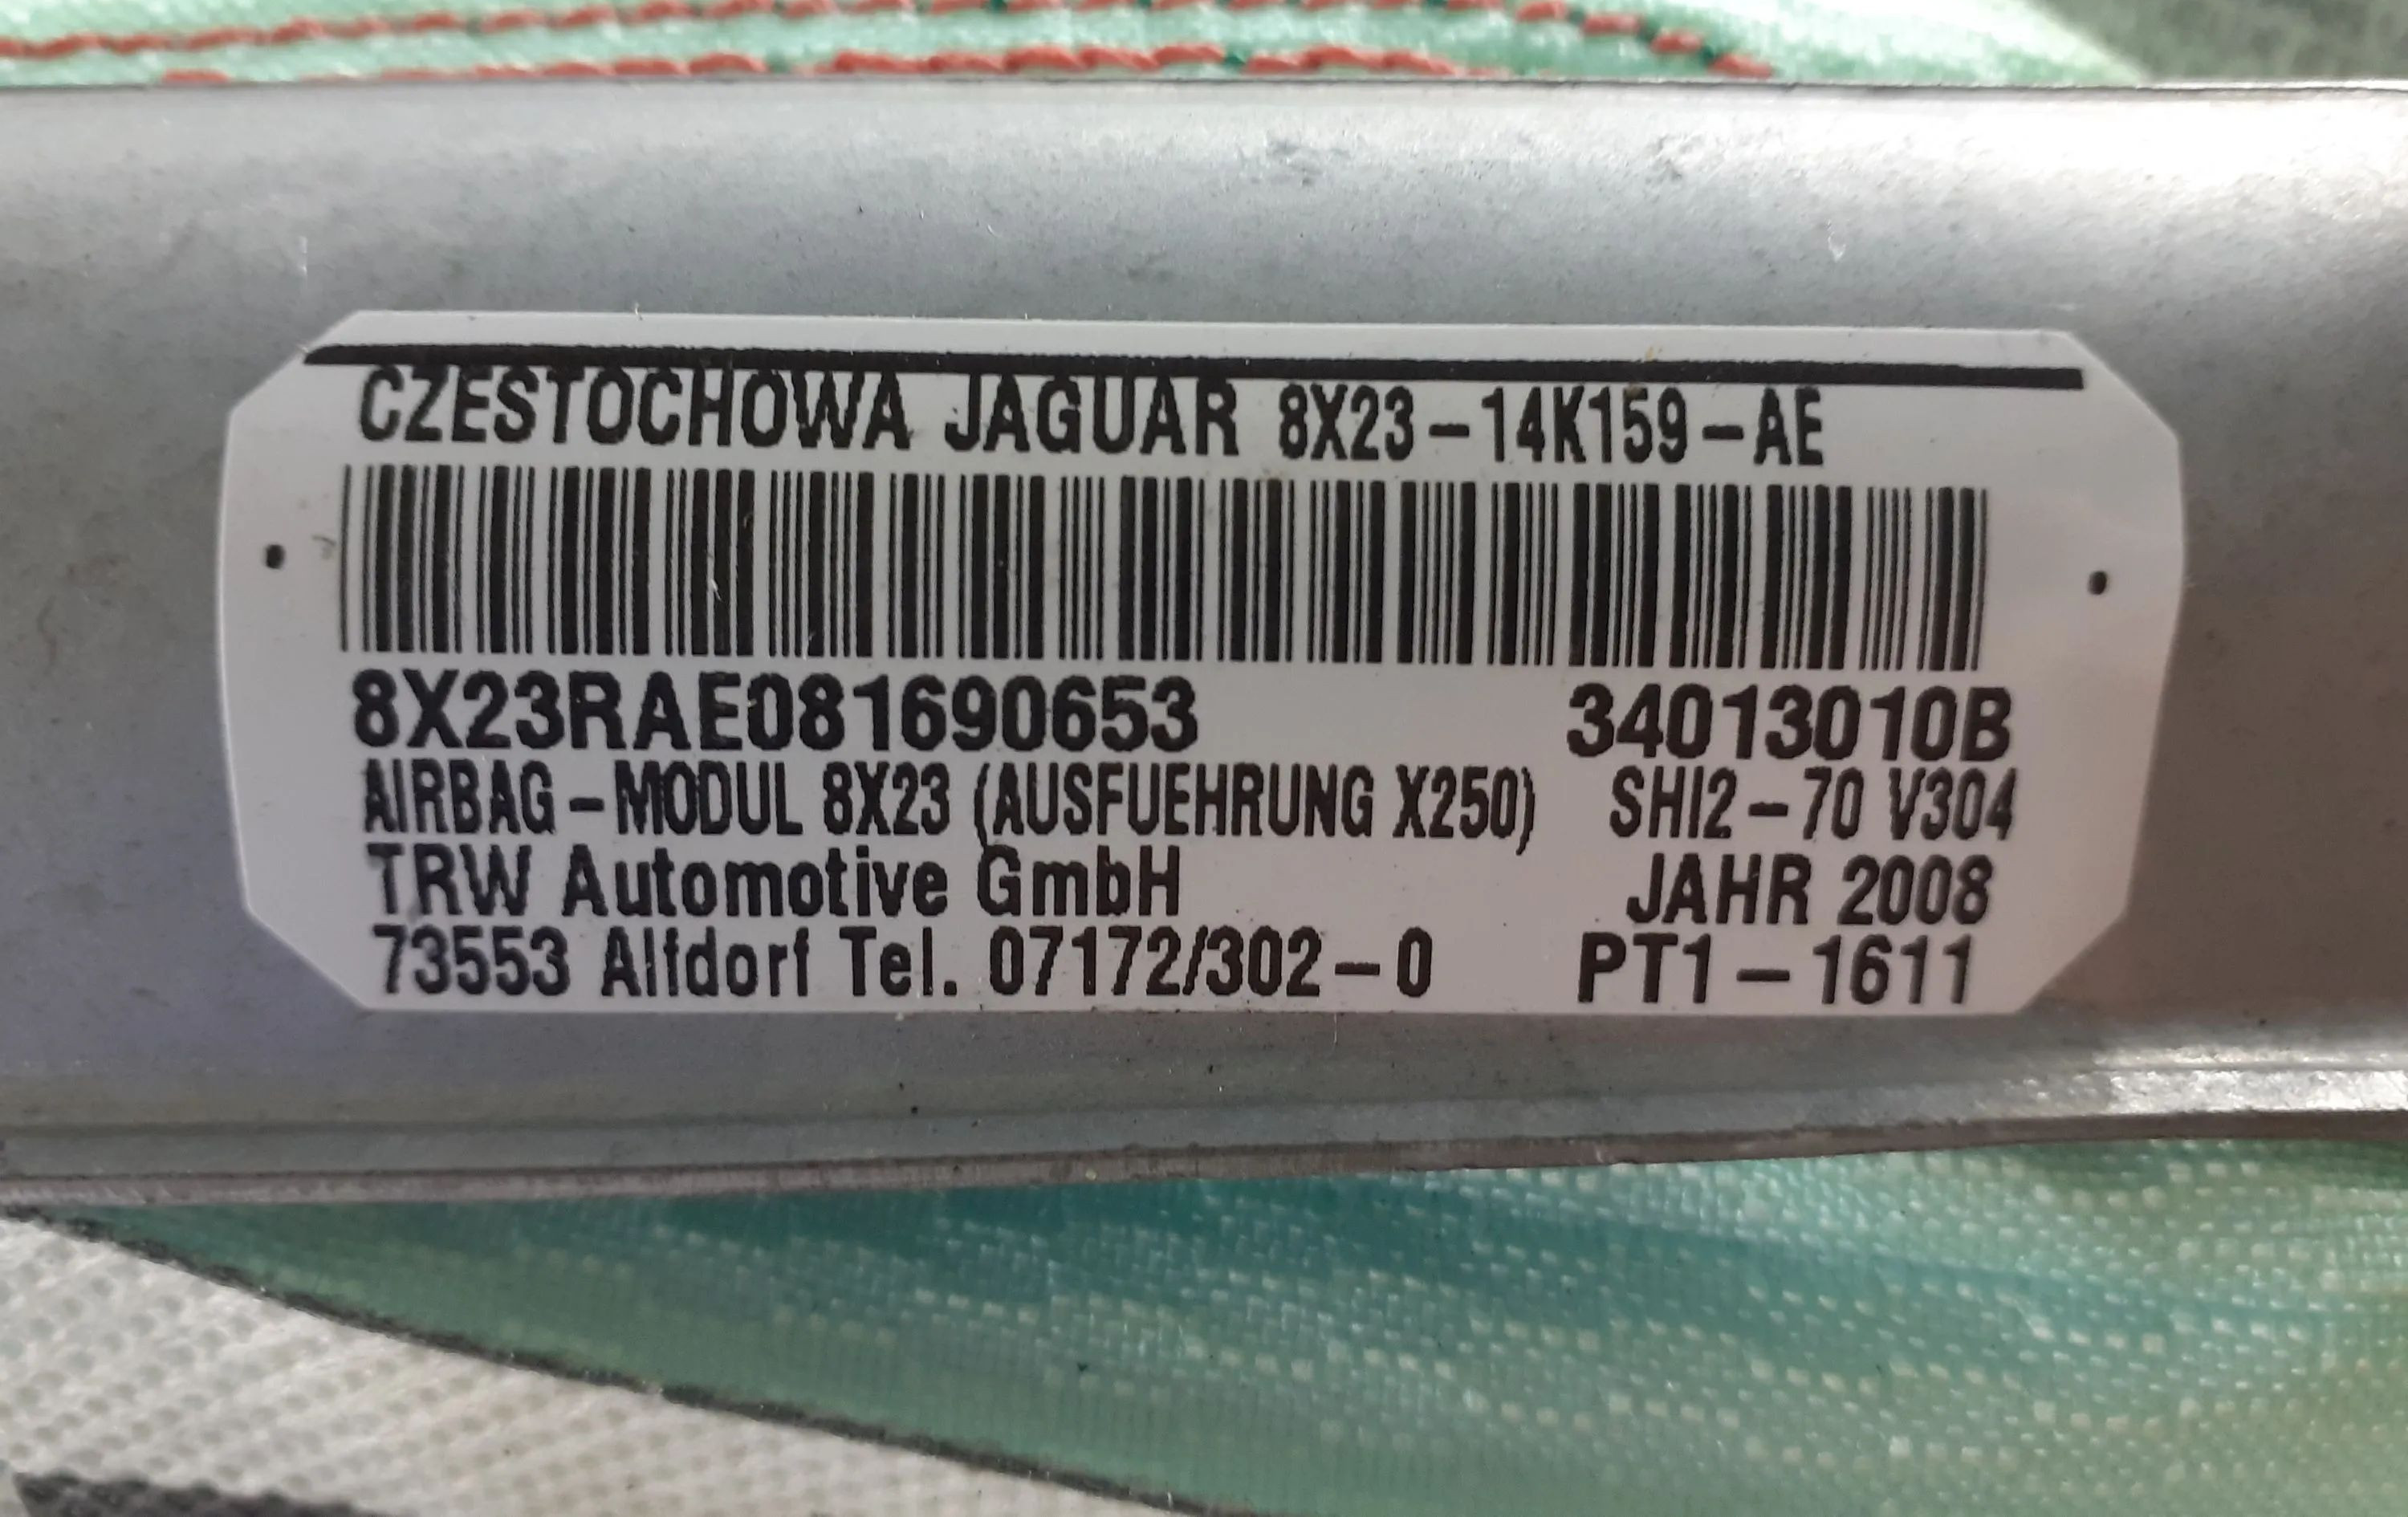 CZESTOCHOWA JAGUAR 8X23-14K159-AE
8X23RAE081690653 34013010B
AIRBAG-MODUL 8X23 (AUSFUEHRUNG X250) SHI2-70 V304
TRW Automotive GmbH JAHR 2008
73553 Alfdorf Tel. 07172/302-0 PT1-1611